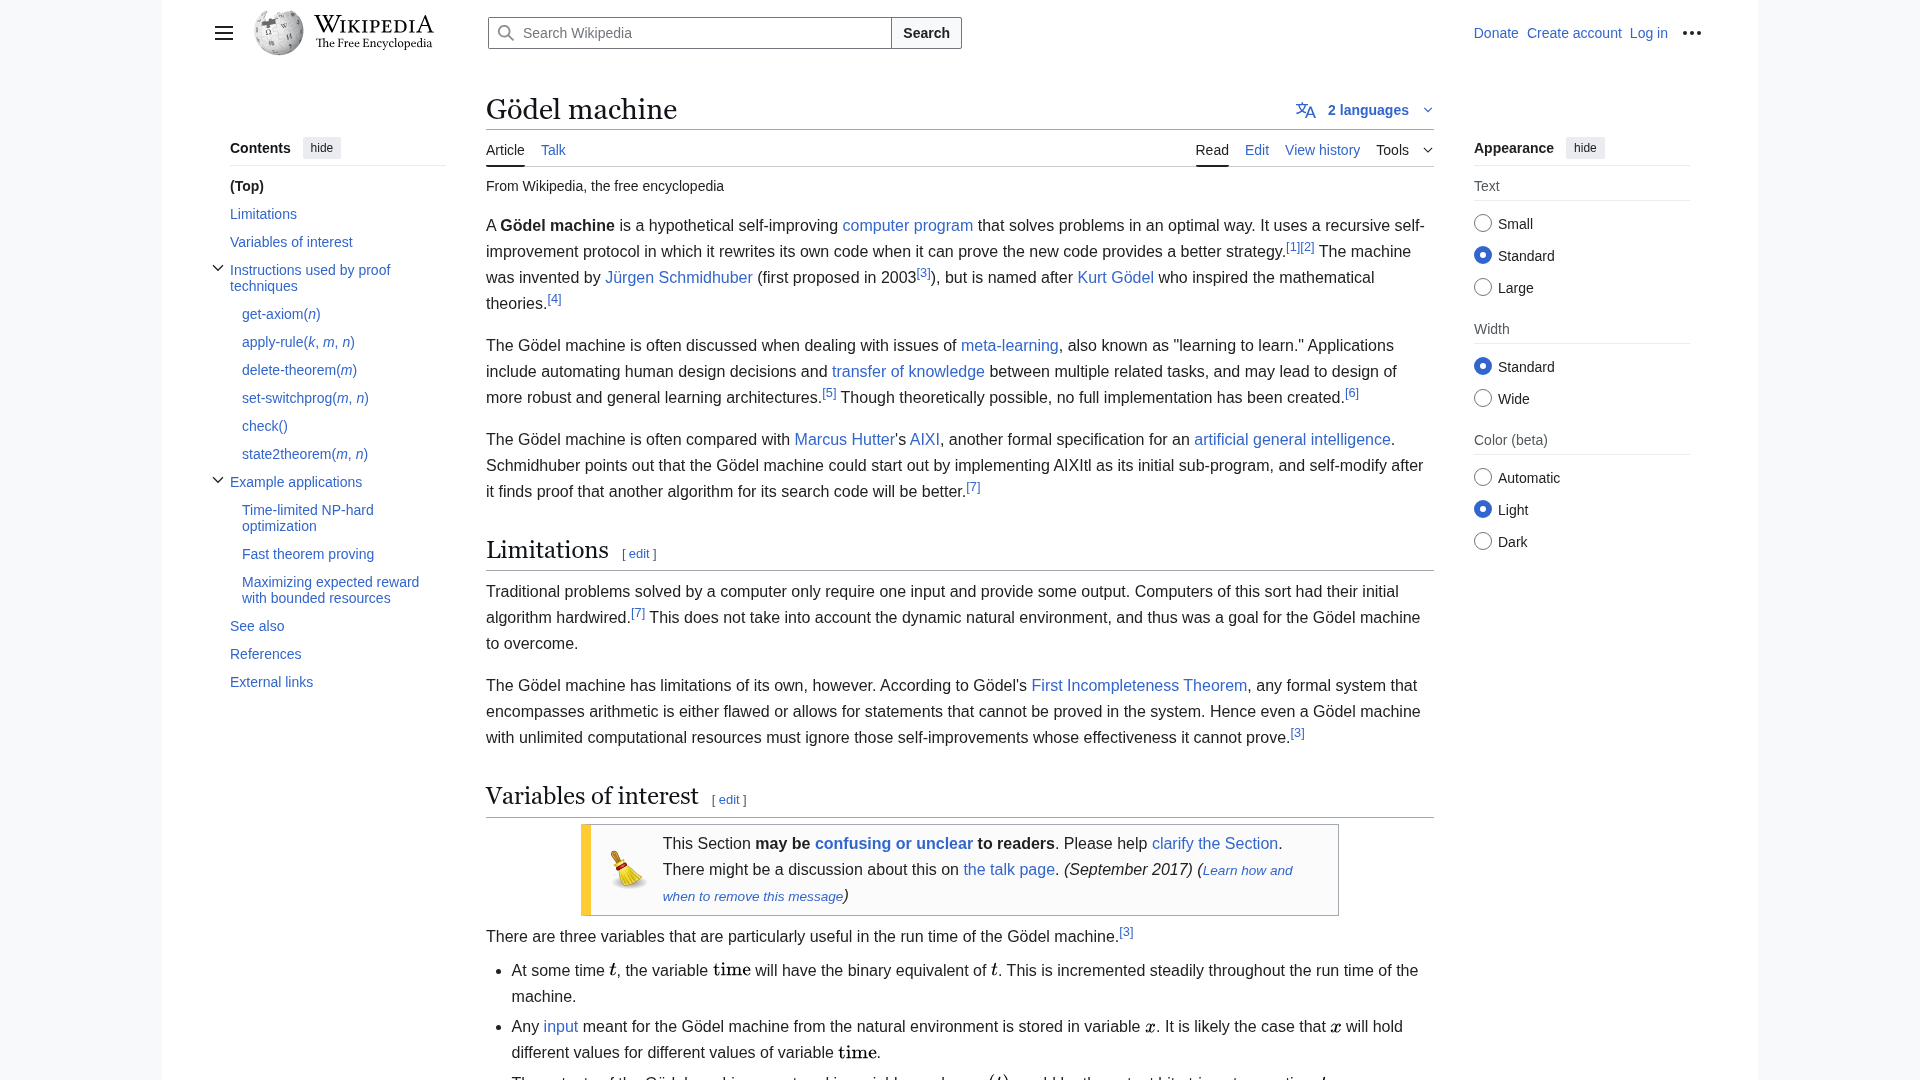 WIKIPEDIA
The Free Encyclopedia
Search Wikipedia
Search
Donate Create account Log in
Contents hide
(Top)
Limitations
Variables of interest
Instructions used by proof
techniques
get-axiom(n)
apply-rule(k, m, n)
delete-theorem(m)
set-switchprog(m, n)
check()
state2theorem(m, n)
Example applications
Time-limited NP-hard
optimization
Fast theorem proving
Maximizing expected reward
with bounded resources
See also
References
External links
Gödel machine
2 languages
Article Talk
Read Edit View history Tools
From Wikipedia, the free encyclopedia
A Gödel machine is a hypothetical self-improving computer program that solves problems in an optimal way. It uses a recursive self-
improvement protocol in which it rewrites its own code when it can prove the new code provides a better strategy.[1][2] The machine
was invented by Jürgen Schmidhuber (first proposed in 2003[3]), but is named after Kurt Gödel who inspired the mathematical
theories.[4]
The Gödel machine is often discussed when dealing with issues of meta-learning, also known as "learning to learn." Applications
include automating human design decisions and transfer of knowledge between multiple related tasks, and may lead to design of
more robust and general learning architectures.[5] Though theoretically possible, no full implementation has been created.[6]
The Gödel machine is often compared with Marcus Hutter's AIXI, another formal specification for an artificial general intelligence.
Schmidhuber points out that the Gödel machine could start out by implementing AIXItl as its initial sub-program, and self-modify after
it finds proof that another algorithm for its search code will be better.[7]
Limitations [ edit ]
Traditional problems solved by a computer only require one input and provide some output. Computers of this sort had their initial
algorithm hardwired.[7] This does not take into account the dynamic natural environment, and thus was a goal for the Gödel machine
to overcome.
The Gödel machine has limitations of its own, however. According to Gödel's First Incompleteness Theorem, any formal system that
encompasses arithmetic is either flawed or allows for statements that cannot be proved in the system. Hence even a Gödel machine
with unlimited computational resources must ignore those self-improvements whose effectiveness it cannot prove.[3]
Variables of interest [ edit ]
This Section may be confusing or unclear to readers. Please help clarify the Section.
There might be a discussion about this on the talk page. (September 2017) (Learn how and
when to remove this message)
There are three variables that are particularly useful in the run time of the Gödel machine.[3]
• At some time t, the variable time will have the binary equivalent of t. This is incremented steadily throughout the run time of the
machine.
• Any input meant for the Gödel machine from the natural environment is stored in variable x. It is likely the case that x will hold
different values for different values of variable time.
Appearance hide
Text
Small
Standard
Large
Width
Standard
Wide
Color (beta)
Automatic
Light
Dark